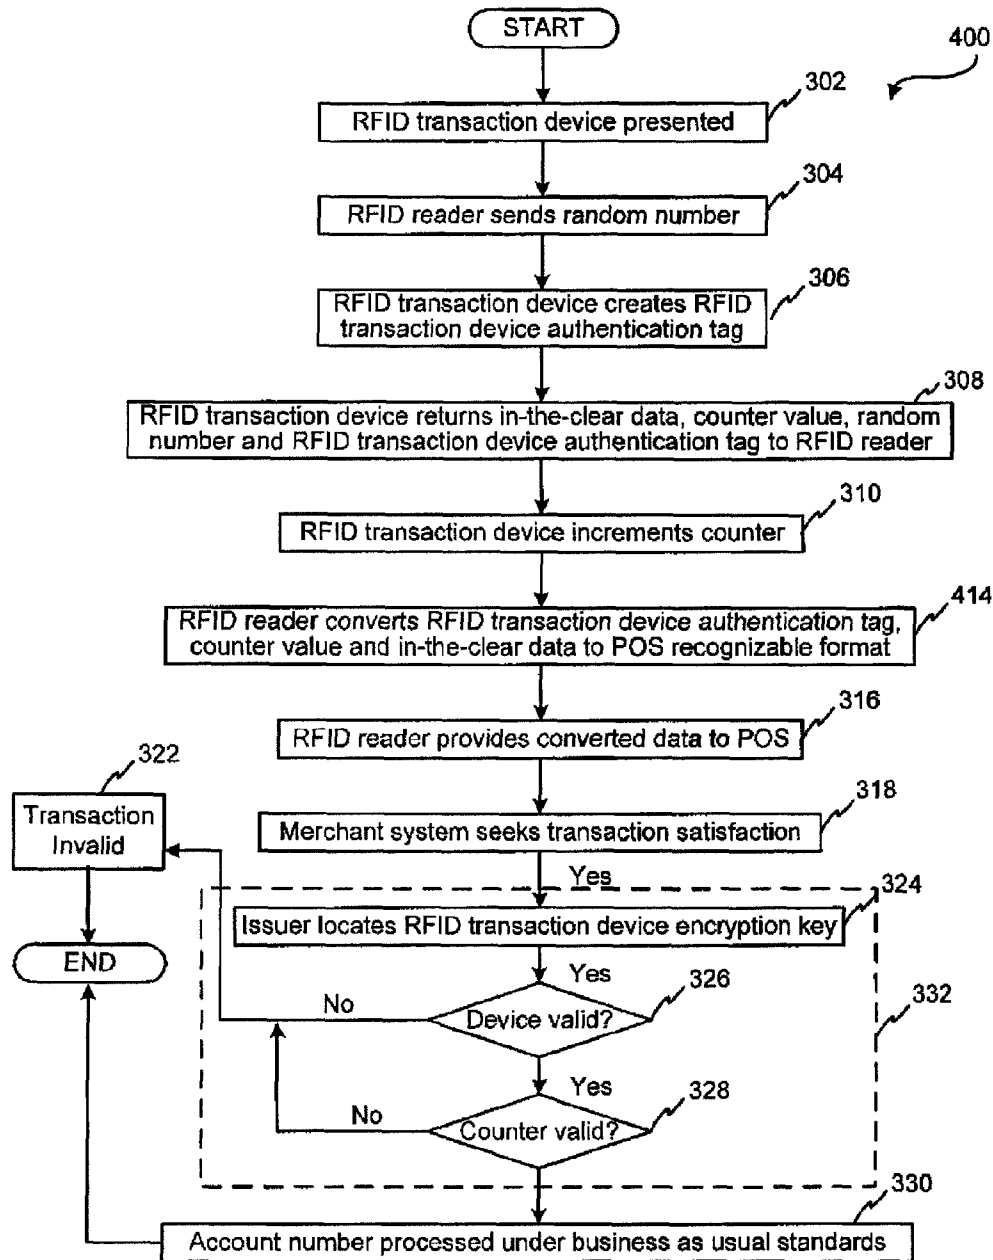 START
400
302
RFID transaction device presented
304
RFID reader sends random number
306
RFID transaction device creates RFID
transaction device authentication tag
308
RFID transaction device returns in-the-clear data, counter value, random
number and RFID transaction device authentication tag to RFID reader
310
RFID transaction device increments counter
414
RFID reader converts RFID transaction device authentication tag,
counter value and in-the-clear data to POS recognizable format
316
RFID reader provides converted data to POS
322
Transaction
Invalid
318
Merchant system seeks transaction satisfaction
Yes
324
Issuer locates RFID transaction device encryption key
END
Yes
326
332
No
Device valid?
Yes
328
No
Counter valid?
330
Account number processed under business as usual standards